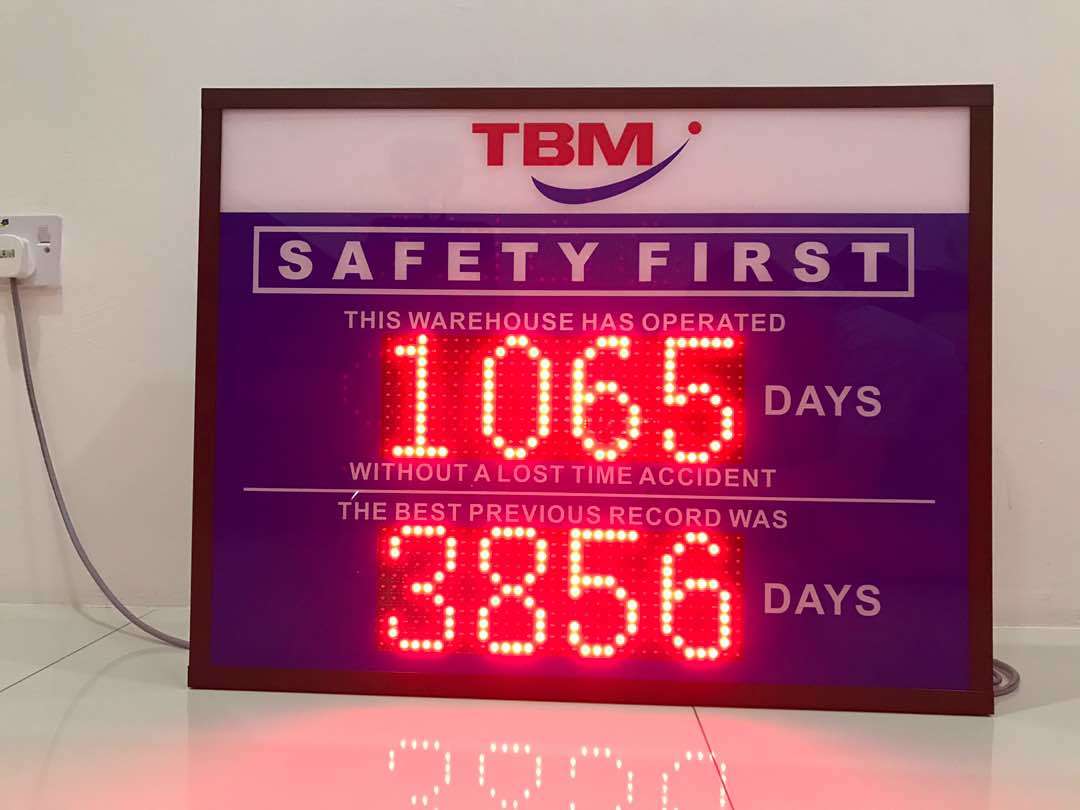 TBM
SAFETY FIRST
THIS WAREHOUSE HAS OPERATED
1065 DAYS
WITHOUT A LOST TIME ACCIDENT
THE BEST PREVIOUS RECORD WAS
3856 DAYS